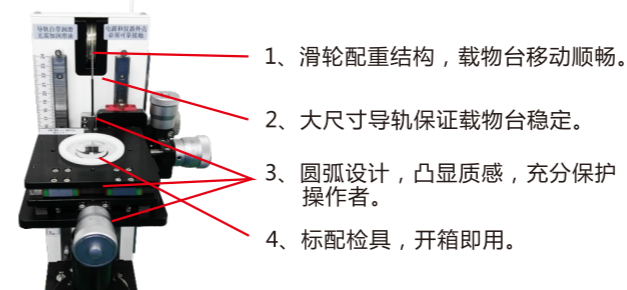 1、滑轮配重结构，载物台移动顺畅。
2、大尺寸导轨保证载物台稳定。
3、圆弧设计，凸显质感，充分保护
操作者。
4、标配检具，开箱即用。